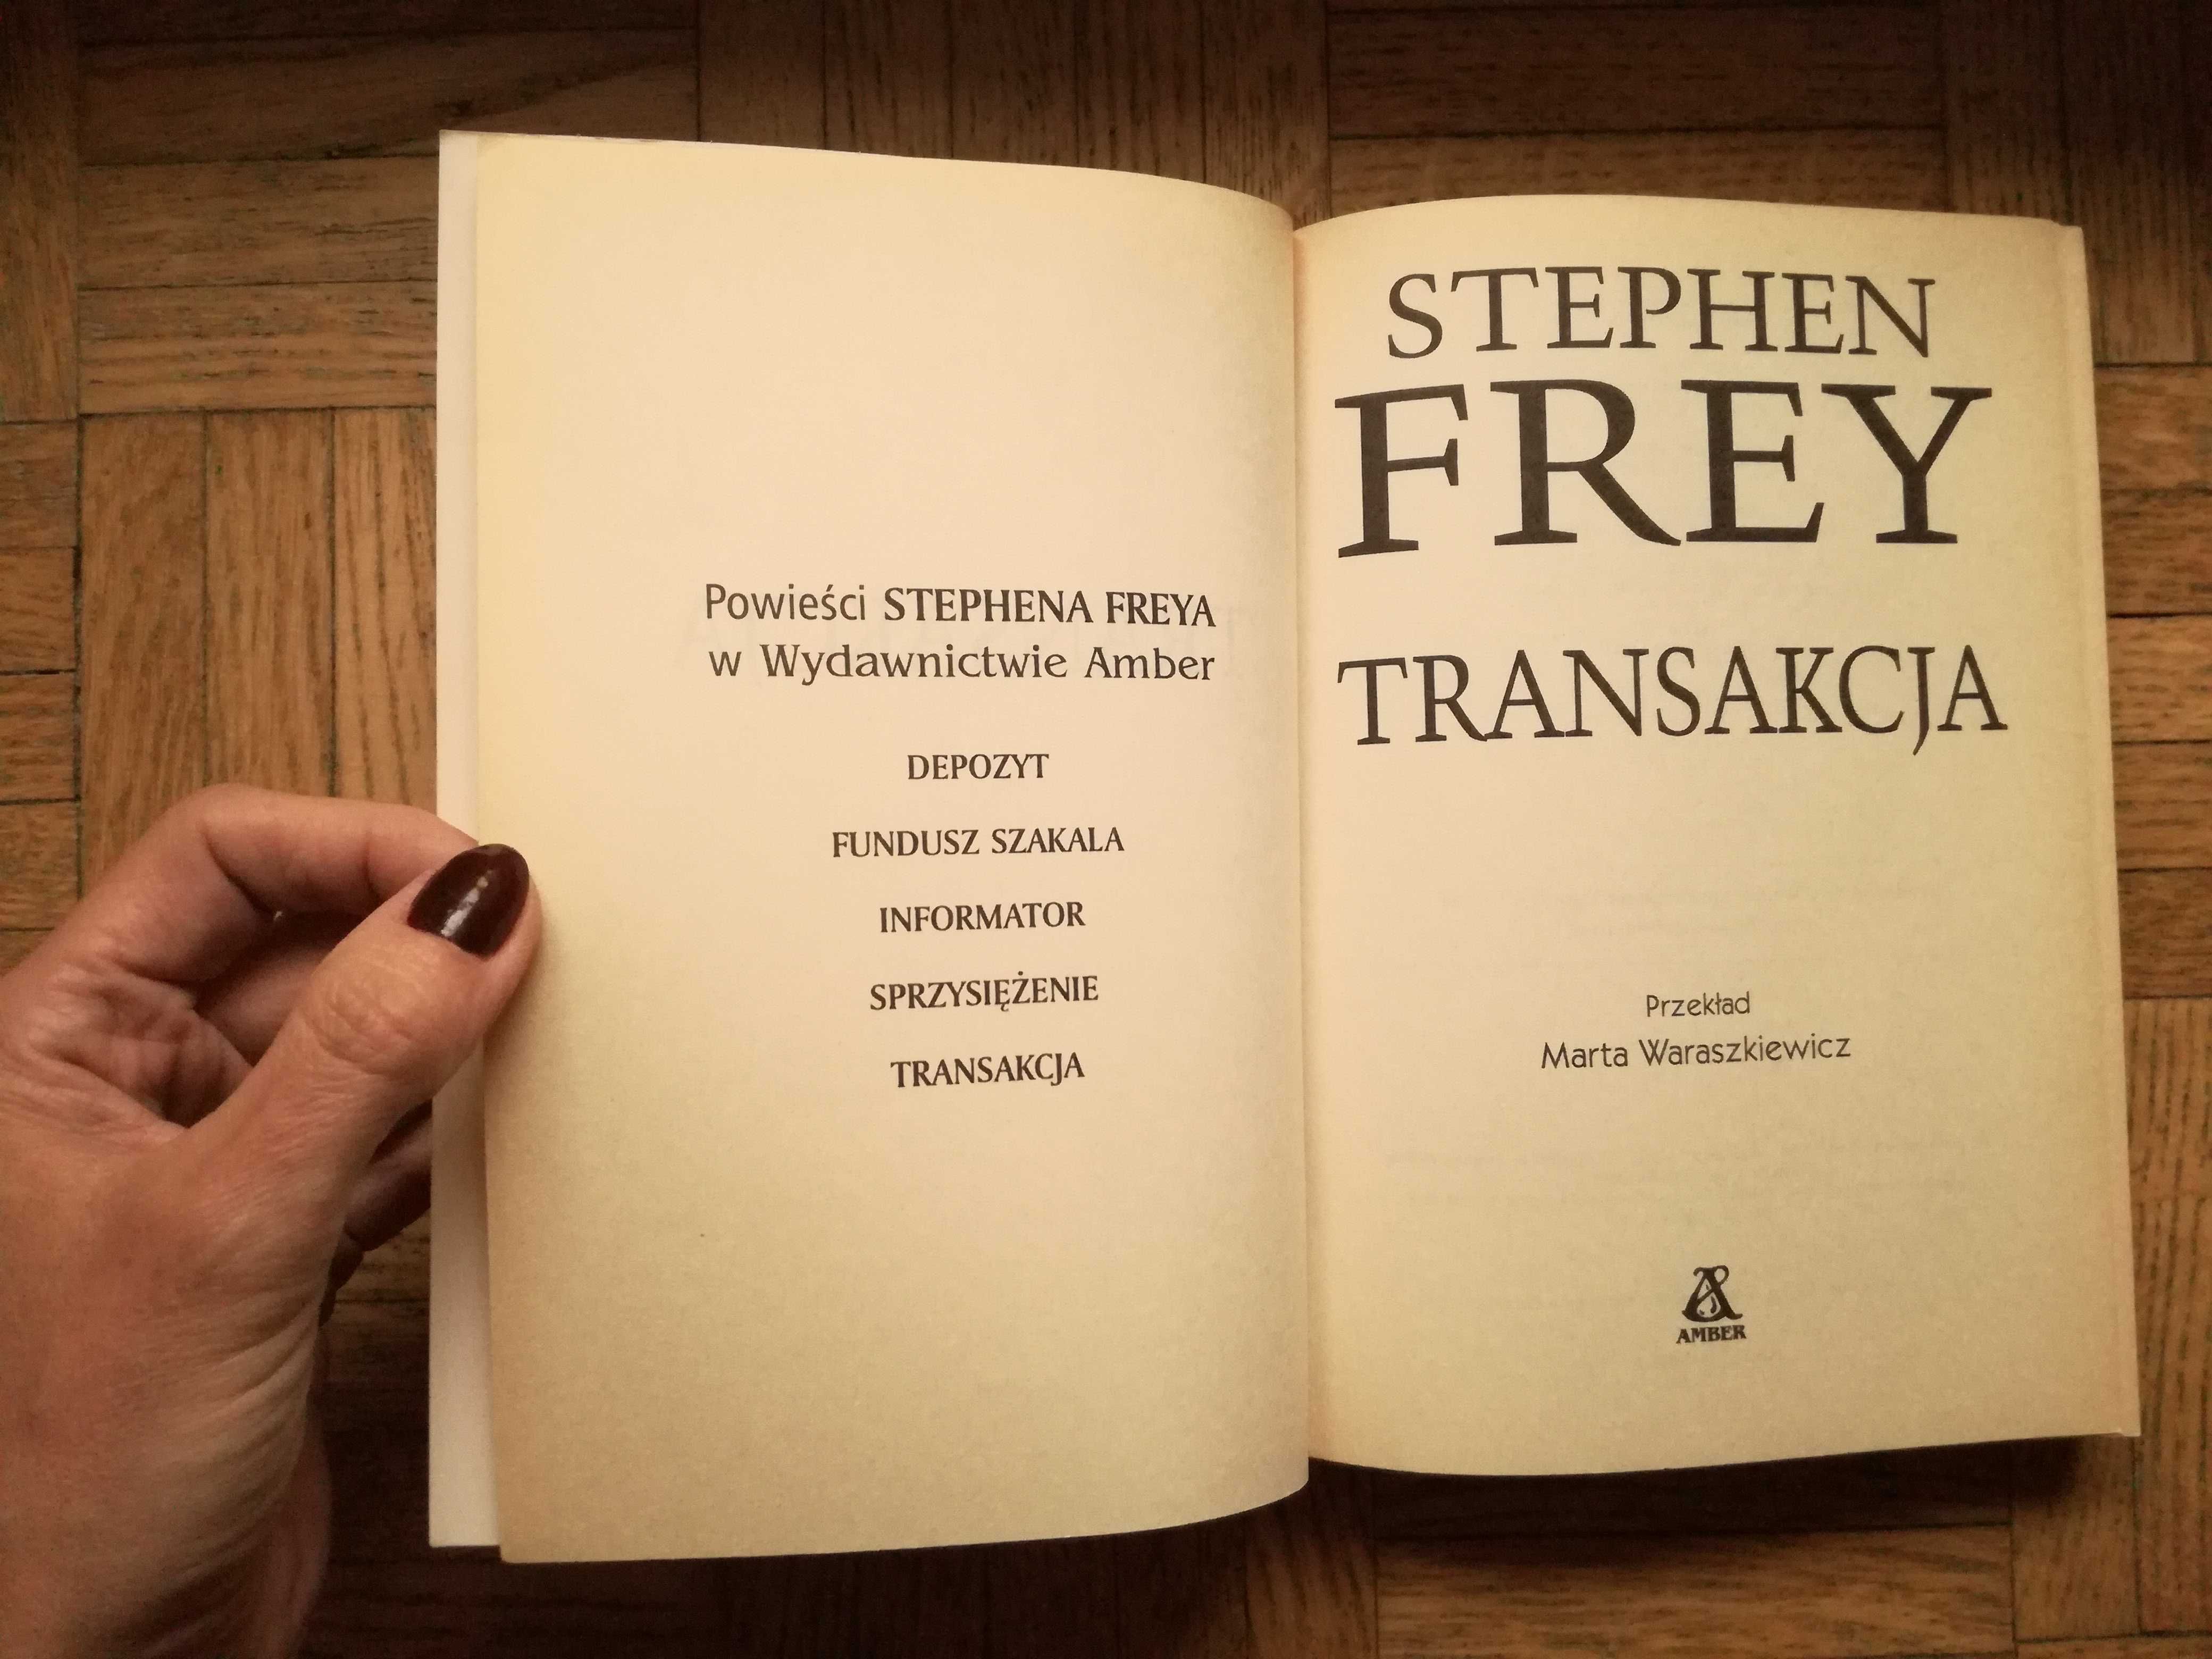 Powieści STEPHENA FREYA
w Wydawnictwie Amber
DEPOZYT
FUNDUSZ SZAKALA
INFORMATOR
SPRZYSIĘŻENIE
TRANSAKCJA
STEPHEN
FREY
TRANSAKCJA
Przekład
Marta Waraszkiewicz
AMBER